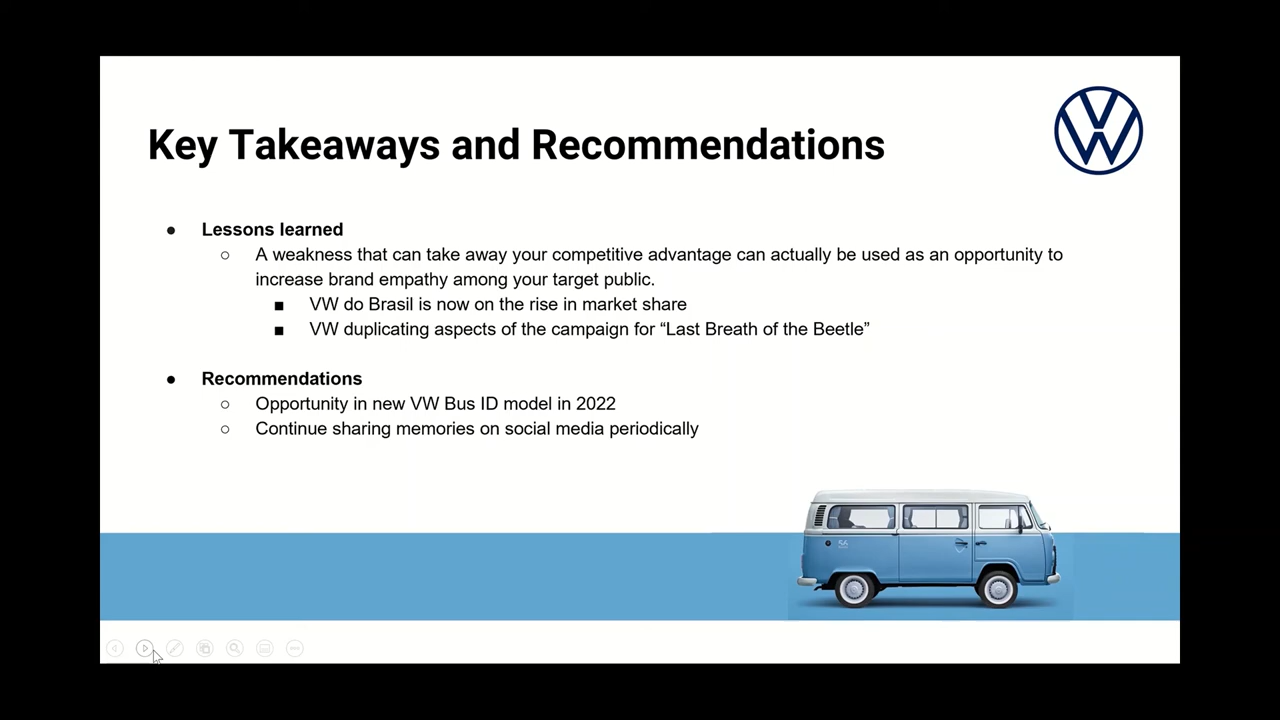 Key Takeaways and Recommendations
● Lessons learned
○ A weakness that can take away your competitive advantage can actually be used as an opportunity to
increase brand empathy among your target public.
■ VW do Brasil is now on the rise in market share
■ VW duplicating aspects of the campaign for “Last Breath of the Beetle”
● Recommendations
○ Opportunity in new VW Bus ID model in 2022
○ Continue sharing memories on social media periodically
56